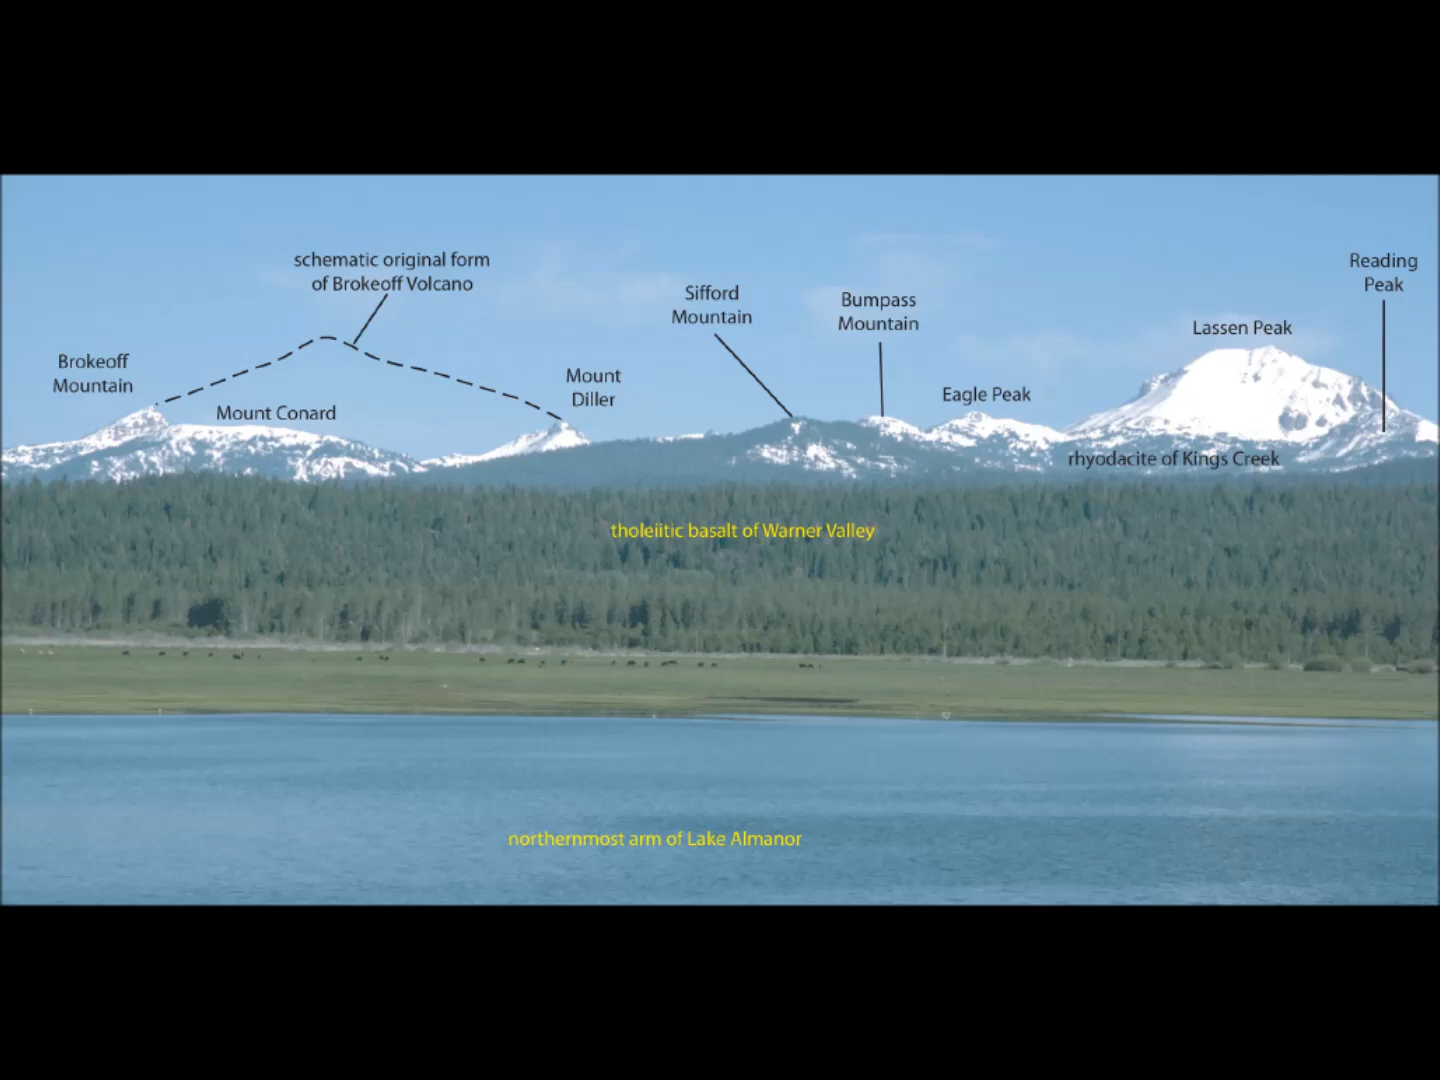 schematic original form
of Brokeoff Volcano
Brokeoff
Mountain
Mount Conard
Mount
Diller
Sifford
Mountain
Bumpass
Mountain
Eagle Peak
Lassen Peak
Reading
Peak
rhyodacite of Kings Creek
tholeiitic basalt of Warner Valley
northernmost arm of Lake Almanor